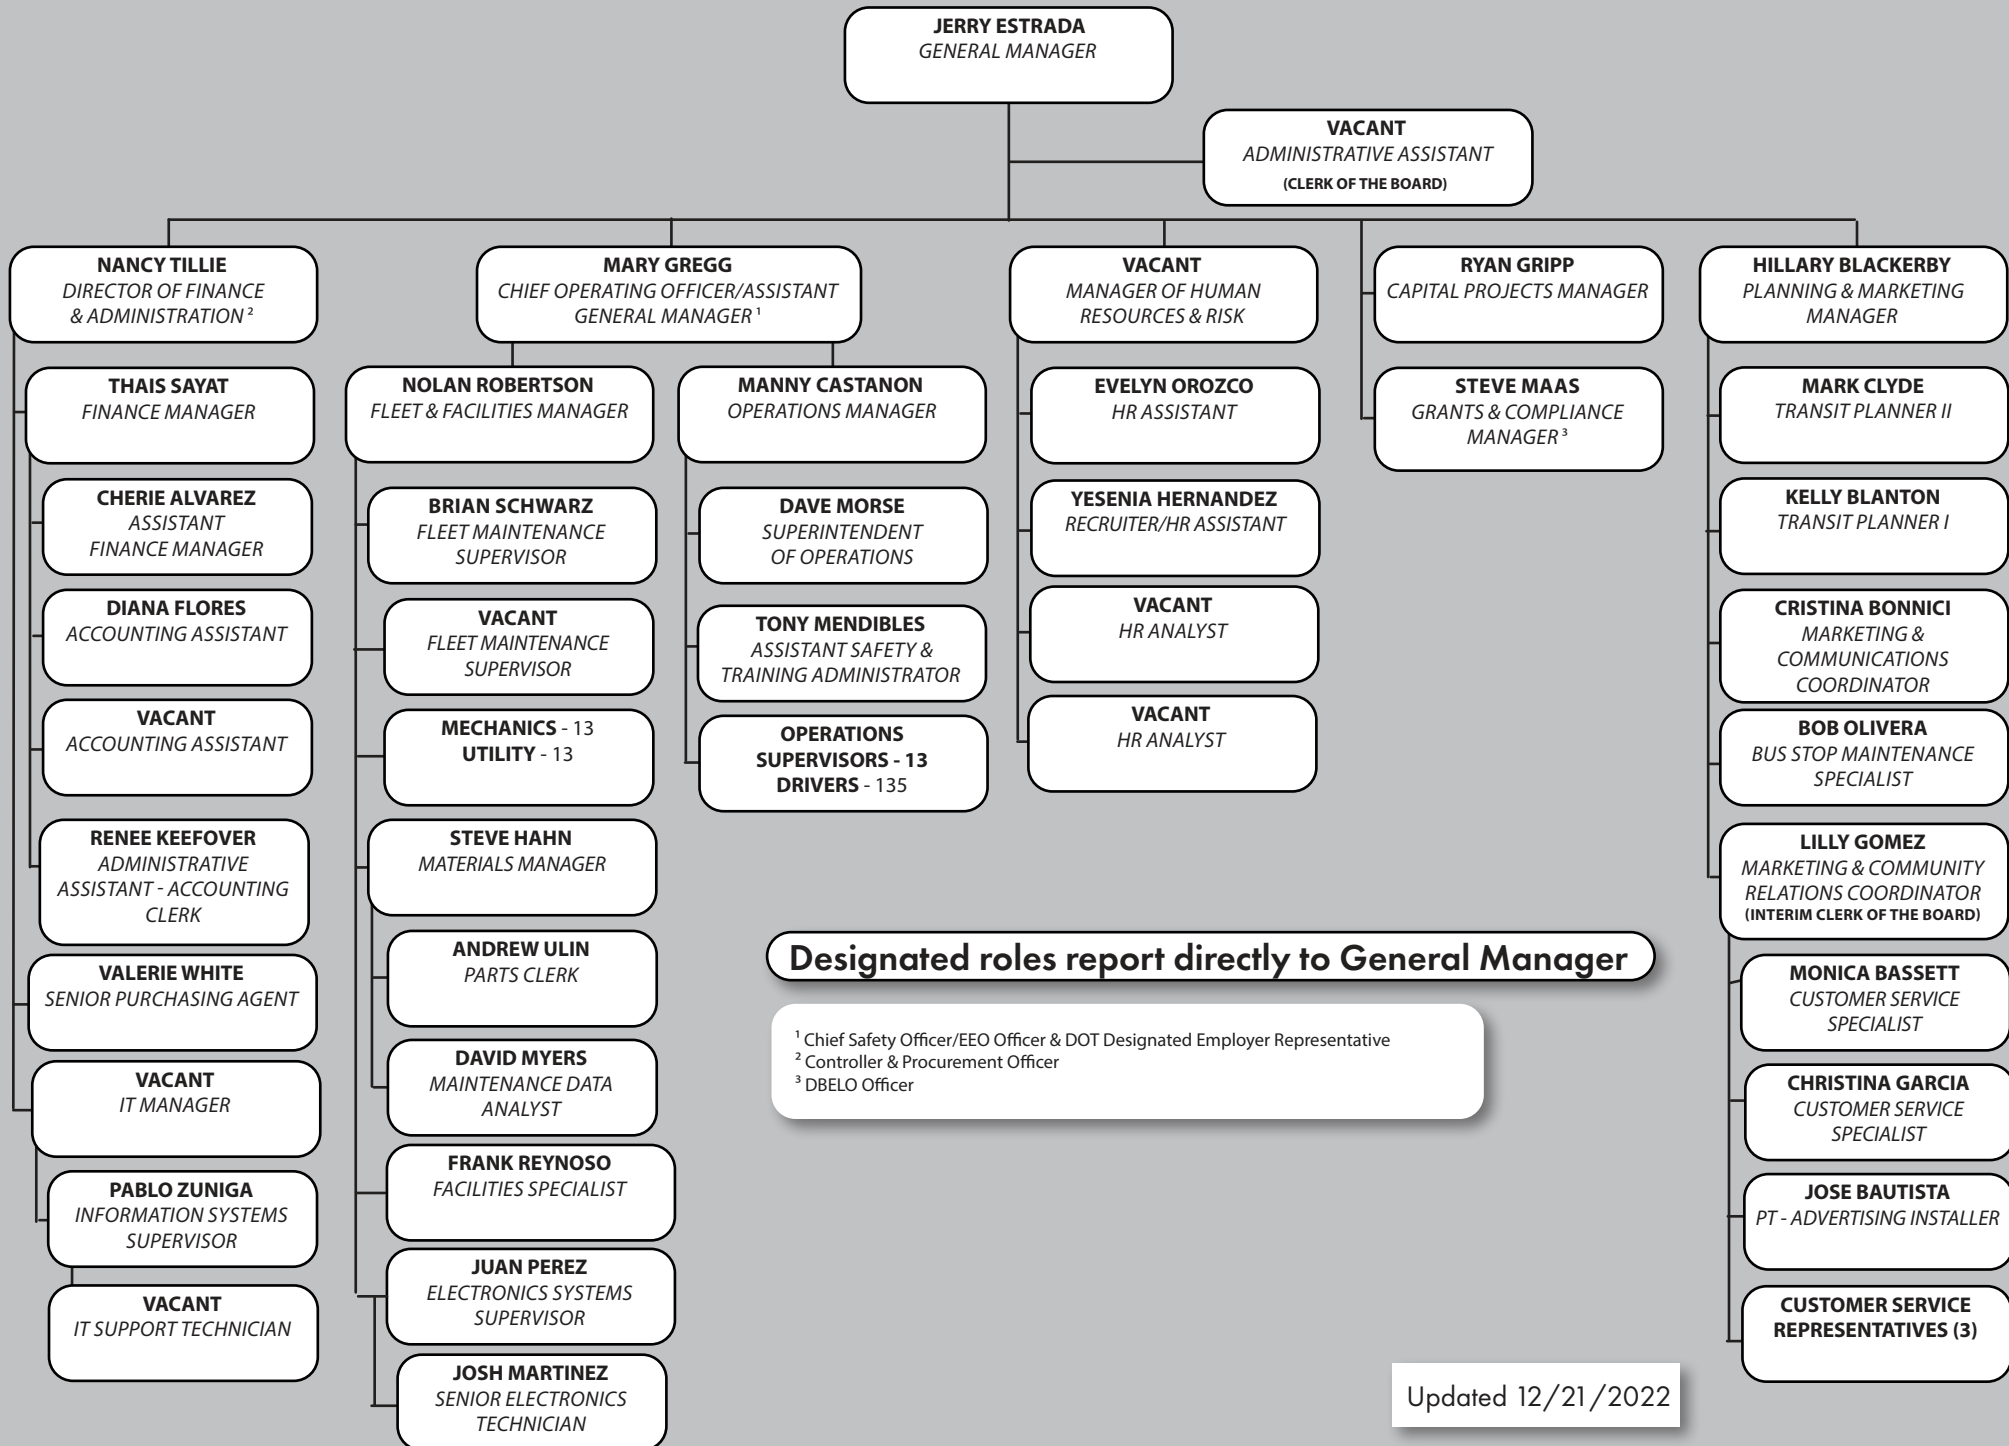 JERRY ESTRADA
GENERAL MANAGER
VACANT
ADMINISTRATIVE ASSISTANT
(CLERK OF THE BOARD)
NANCY TILLIE
DIRECTOR OF FINANCE
& ADMINISTRATION ²
THAIS SAYAT
FINANCE MANAGER
CHERIE ALVAREZ
ASSISTANT
FINANCE MANAGER
DIANA FLORES
ACCOUNTING ASSISTANT
VACANT
ACCOUNTING ASSISTANT
RENEE KEEFOVER
ADMINISTRATIVE
ASSISTANT - ACCOUNTING
CLERK
VALERIE WHITE
SENIOR PURCHASING AGENT
VACANT
IT MANAGER
PABLO ZUNIGA
INFORMATION SYSTEMS
SUPERVISOR
VACANT
IT SUPPORT TECHNICIAN
MARY GREGG
CHIEF OPERATING OFFICER/ASSISTANT
GENERAL MANAGER ¹
NOLAN ROBERTSON
FLEET & FACILITIES MANAGER
BRIAN SCHWARZ
FLEET MAINTENANCE
SUPERVISOR
VACANT
FLEET MAINTENANCE
SUPERVISOR
MECHANICS - 13
UTILITY - 13
STEVE HAHN
MATERIALS MANAGER
ANDREW ULIN
PARTS CLERK
DAVID MYERS
MAINTENANCE DATA
ANALYST
FRANK REYNOSO
FACILITIES SPECIALIST
JUAN PEREZ
ELECTRONICS SYSTEMS
SUPERVISOR
JOSH MARTINEZ
SENIOR ELECTRONICS
TECHNICIAN
MANNY CASTANON
OPERATIONS MANAGER
DAVE MORSE
SUPERINTENDENT
OF OPERATIONS
TONY MENDIBLES
ASSISTANT SAFETY &
TRAINING ADMINISTRATOR
OPERATIONS
SUPERVISORS - 13
DRIVERS - 135
VACANT
MANAGER OF HUMAN
RESOURCES & RISK
EVELYN OROZCO
HR ASSISTANT
YESENIA HERNANDEZ
RECRUITER/HR ASSISTANT
VACANT
HR ANALYST
VACANT
HR ANALYST
RYAN GRIPP
CAPITAL PROJECTS MANAGER
STEVE MAAS
GRANTS & COMPLIANCE
MANAGER ³
HILLARY BLACKERBY
PLANNING & MARKETING
MANAGER
MARK CLYDE
TRANSIT PLANNER II
KELLY BLANTON
TRANSIT PLANNER I
CRISTINA BONNICI
MARKETING &
COMMUNICATIONS
COORDINATOR
BOB OLIVERA
BUS STOP MAINTENANCE
SPECIALIST
LILLY GOMEZ
MARKETING & COMMUNITY
RELATIONS COORDINATOR
(INTERIM CLERK OF THE BOARD)
MONICA BASSETT
CUSTOMER SERVICE
SPECIALIST
CHRISTINA GARCIA
CUSTOMER SERVICE
SPECIALIST
JOSE BAUTISTA
PT - ADVERTISING INSTALLER
CUSTOMER SERVICE
REPRESENTATIVES (3)
Designated roles report directly to General Manager
¹ Chief Safety Officer/EEO Officer & DOT Designated Employer Representative
² Controller & Procurement Officer
³ DBELO Officer
Updated 12/21/2022